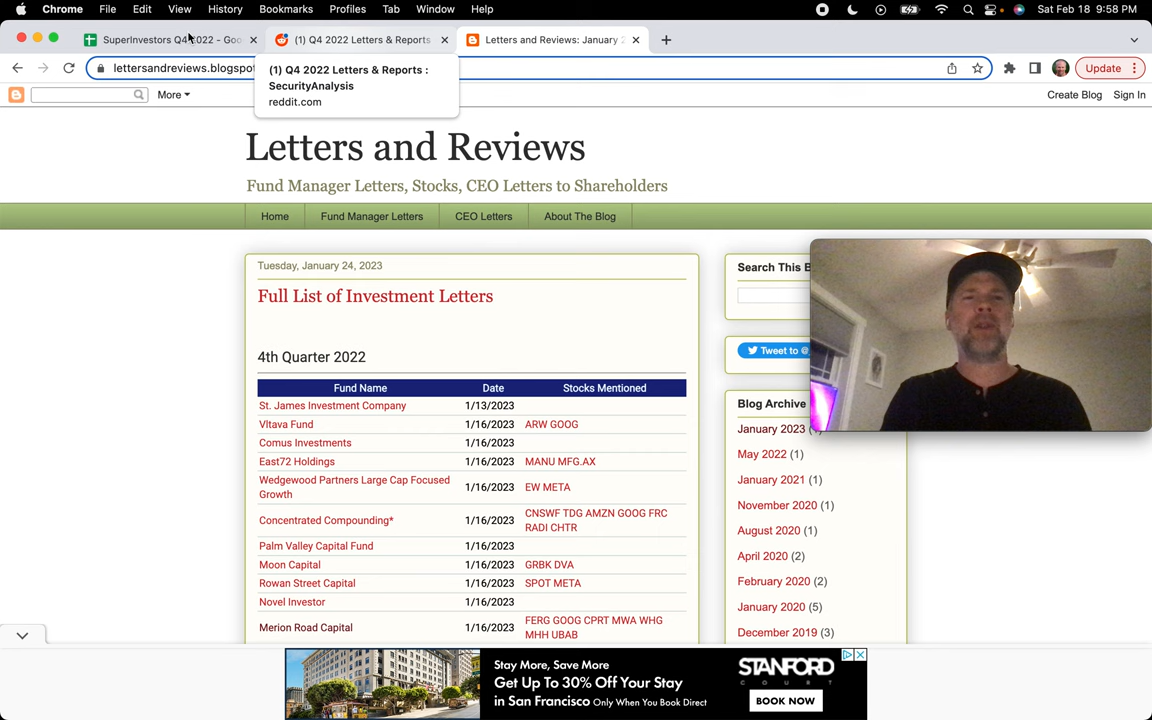 Chrome File Edit View History Bookmarks Profiles Tab Window Help Sat Feb 18 9:58 PM
SuperInvestors Q4 2022 - Goo (1) Q4 2022 Letters & Reports Letters and Reviews: January 2
lettersandreviews.blogspot Update
(1) Q4 2022 Letters & Reports :
SecurityAnalysis
reddit.com
More Create Blog Sign In
Letters and Reviews
Fund Manager Letters, Stocks, CEO Letters to Shareholders
Home Fund Manager Letters CEO Letters About The Blog
Tuesday, January 24, 2023
Full List of Investment Letters
4th Quarter 2022
Fund Name Date Stocks Mentioned
St. James Investment Company 1/13/2023
Vltava Fund 1/16/2023 ARW GOOG
Comus Investments 1/16/2023
East72 Holdings 1/16/2023 MANU MFG.AX
Wedgewood Partners Large Cap Focused
Growth 1/16/2023 EW META
Concentrated Compounding* 1/16/2023 CNSWF TDG AMZN GOOG FRC
RADI CHTR
Palm Valley Capital Fund 1/16/2023
Moon Capital 1/16/2023 GRBK DVA
Rowan Street Capital 1/16/2023 SPOT META
Novel Investor 1/16/2023
Merion Road Capital 1/16/2023 FERG GOOG CPRT MWA WHG
MHH UBAB
Search This B
Tweet to @
Blog Archive
January 2023
May 2022 (1)
January 2021 (1)
November 2020 (1)
August 2020 (1)
April 2020 (2)
February 2020 (2)
January 2020 (5)
December 2019 (3)
Stay More, Save More
Get Up To 30% Off Your Stay
in San Francisco Only When You Book Direct
STANFORD
COURT
BOOK NOW